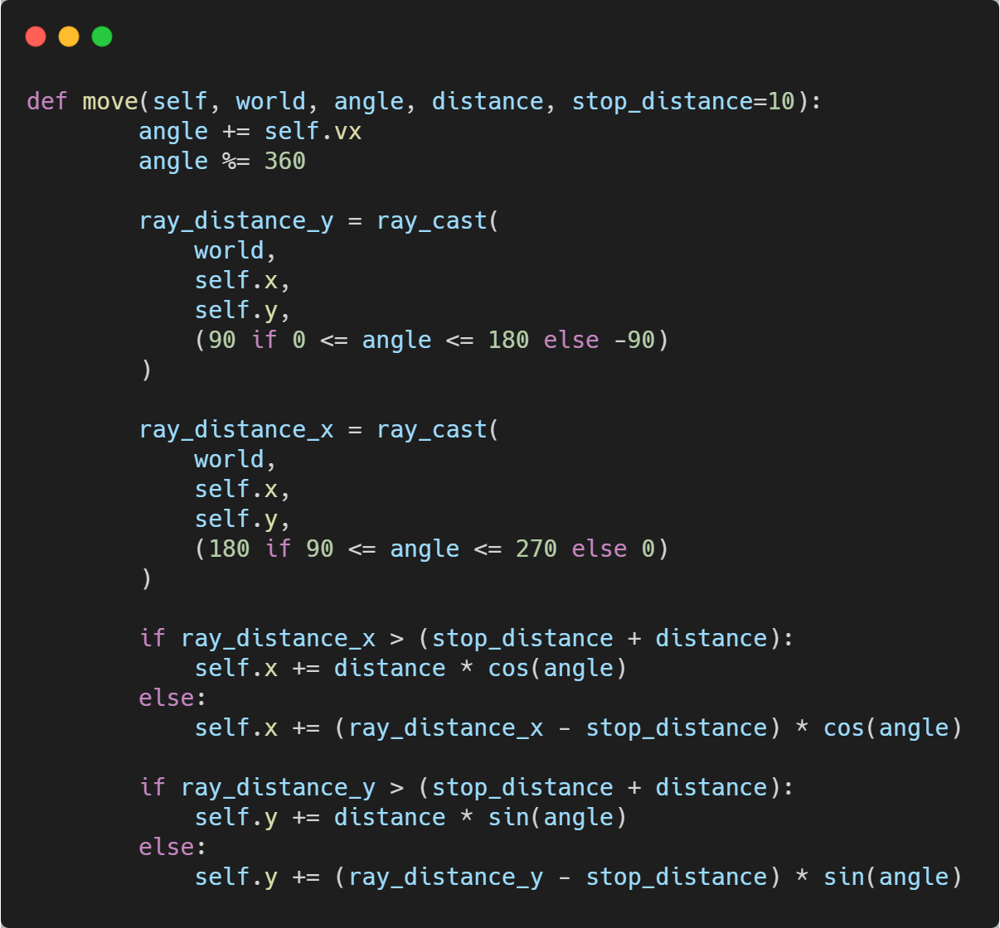 def move(self, world, angle, distance, stop_distance=10):
        angle += self.vx
        angle %= 360

        ray_distance_y = ray_cast(
            world,
            self.x,
            self.y,
            (90 if 0 <= angle <= 180 else -90)
        )

        ray_distance_x = ray_cast(
            world,
            self.x,
            self.y,
            (180 if 90 <= angle <= 270 else 0)
        )

        if ray_distance_x > (stop_distance + distance):
            self.x += distance * cos(angle)
        else:
            self.x += (ray_distance_x - stop_distance) * cos(angle)

        if ray_distance_y > (stop_distance + distance):
            self.y += distance * sin(angle)
        else:
            self.y += (ray_distance_y - stop_distance) * sin(angle)